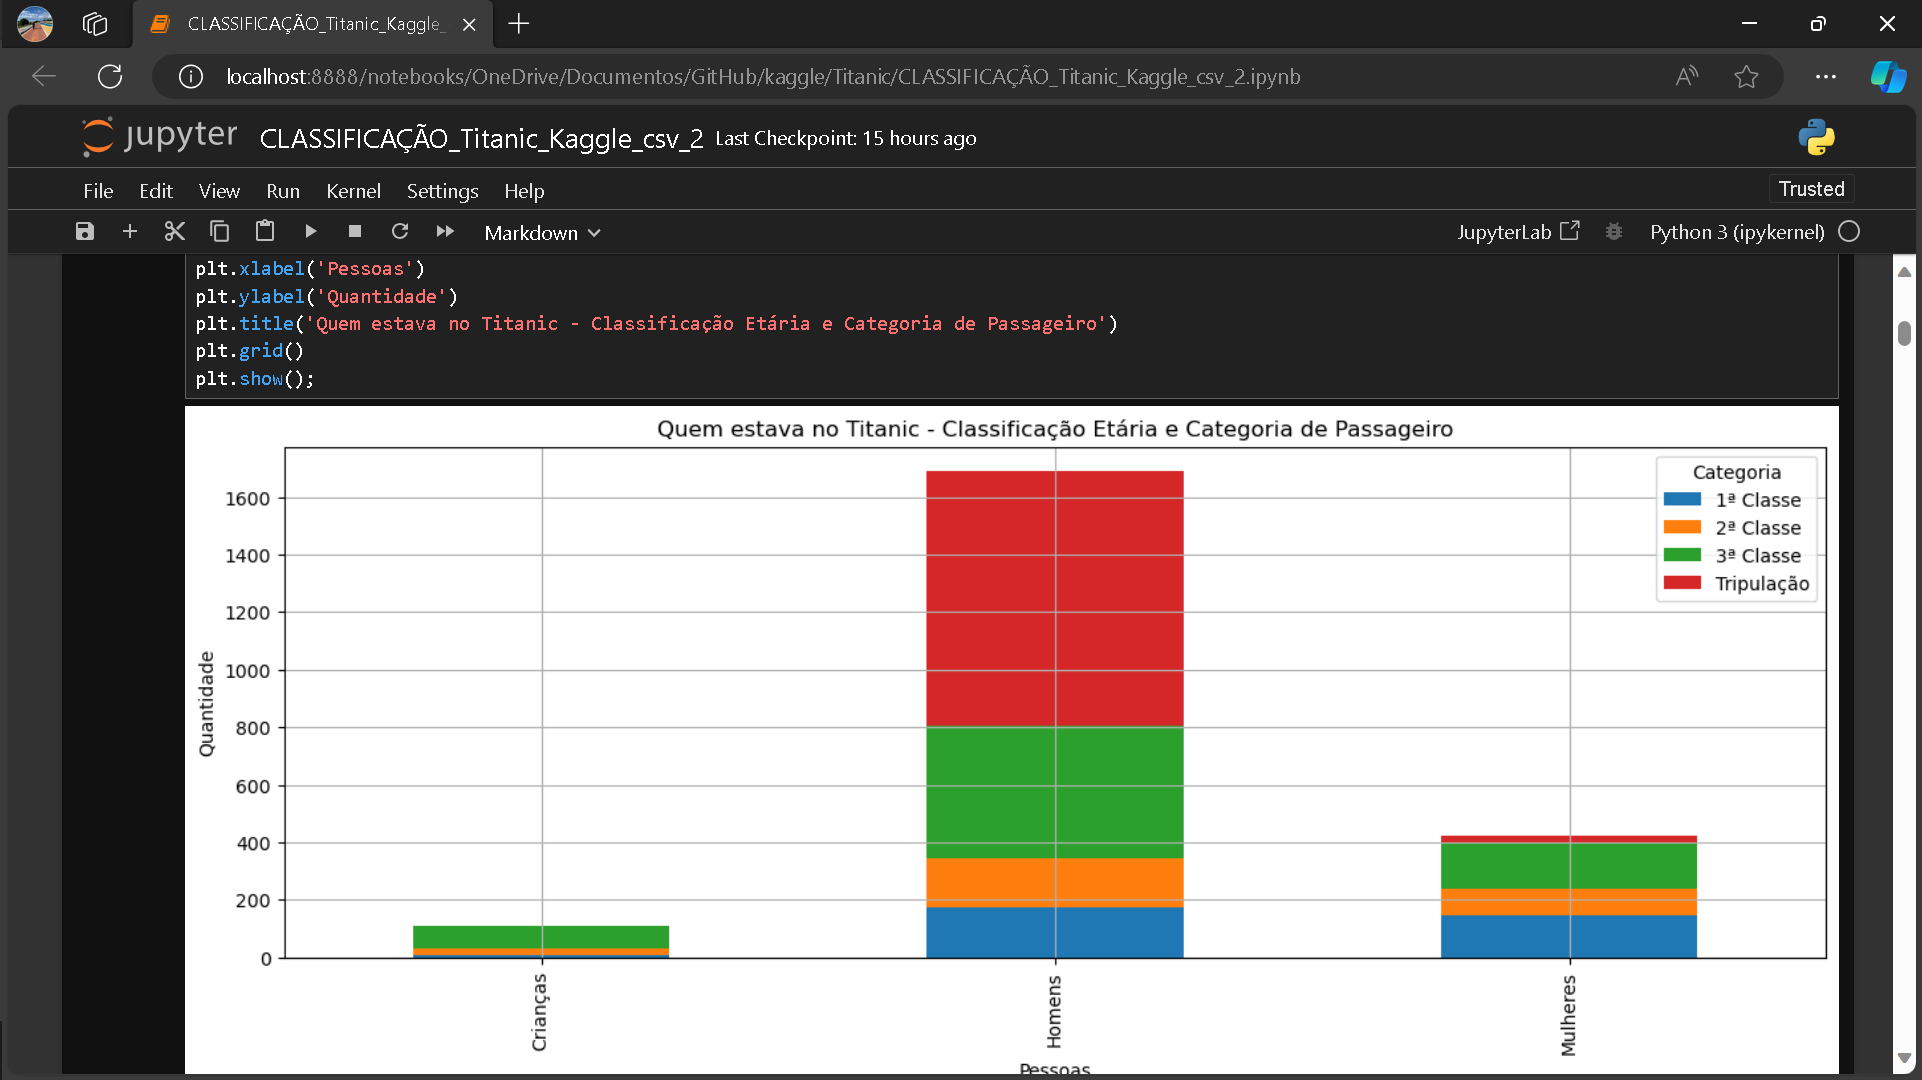 CLASSIFICAÇÃO_Titanic_Kaggle_
localhost:8888/notebooks/OneDrive/Documentos/GitHub/kaggle/Titanic/CLASSIFICAÇÃO_Titanic_Kaggle_csv_2.ipynb
jupyter CLASSIFICAÇÃO_Titanic_Kaggle_csv_2 Last Checkpoint: 15 hours ago
File Edit View Run Kernel Settings Help Trusted
Markdown JupyterLab Python 3 (ipykernel)
plt.xlabel('Pessoas')
plt.ylabel('Quantidade')
plt.title('Quem estava no Titanic - Classificação Etária e Categoria de Passageiro')
plt.grid()
plt.show();
Quem estava no Titanic - Classificação Etária e Categoria de Passageiro
Categoria
1ª Classe
2ª Classe
3ª Classe
Tripulação
Quantidade
1600
1400
1200
1000
800
600
400
200
0
Crianças
Homens
Mulheres
Pessoas